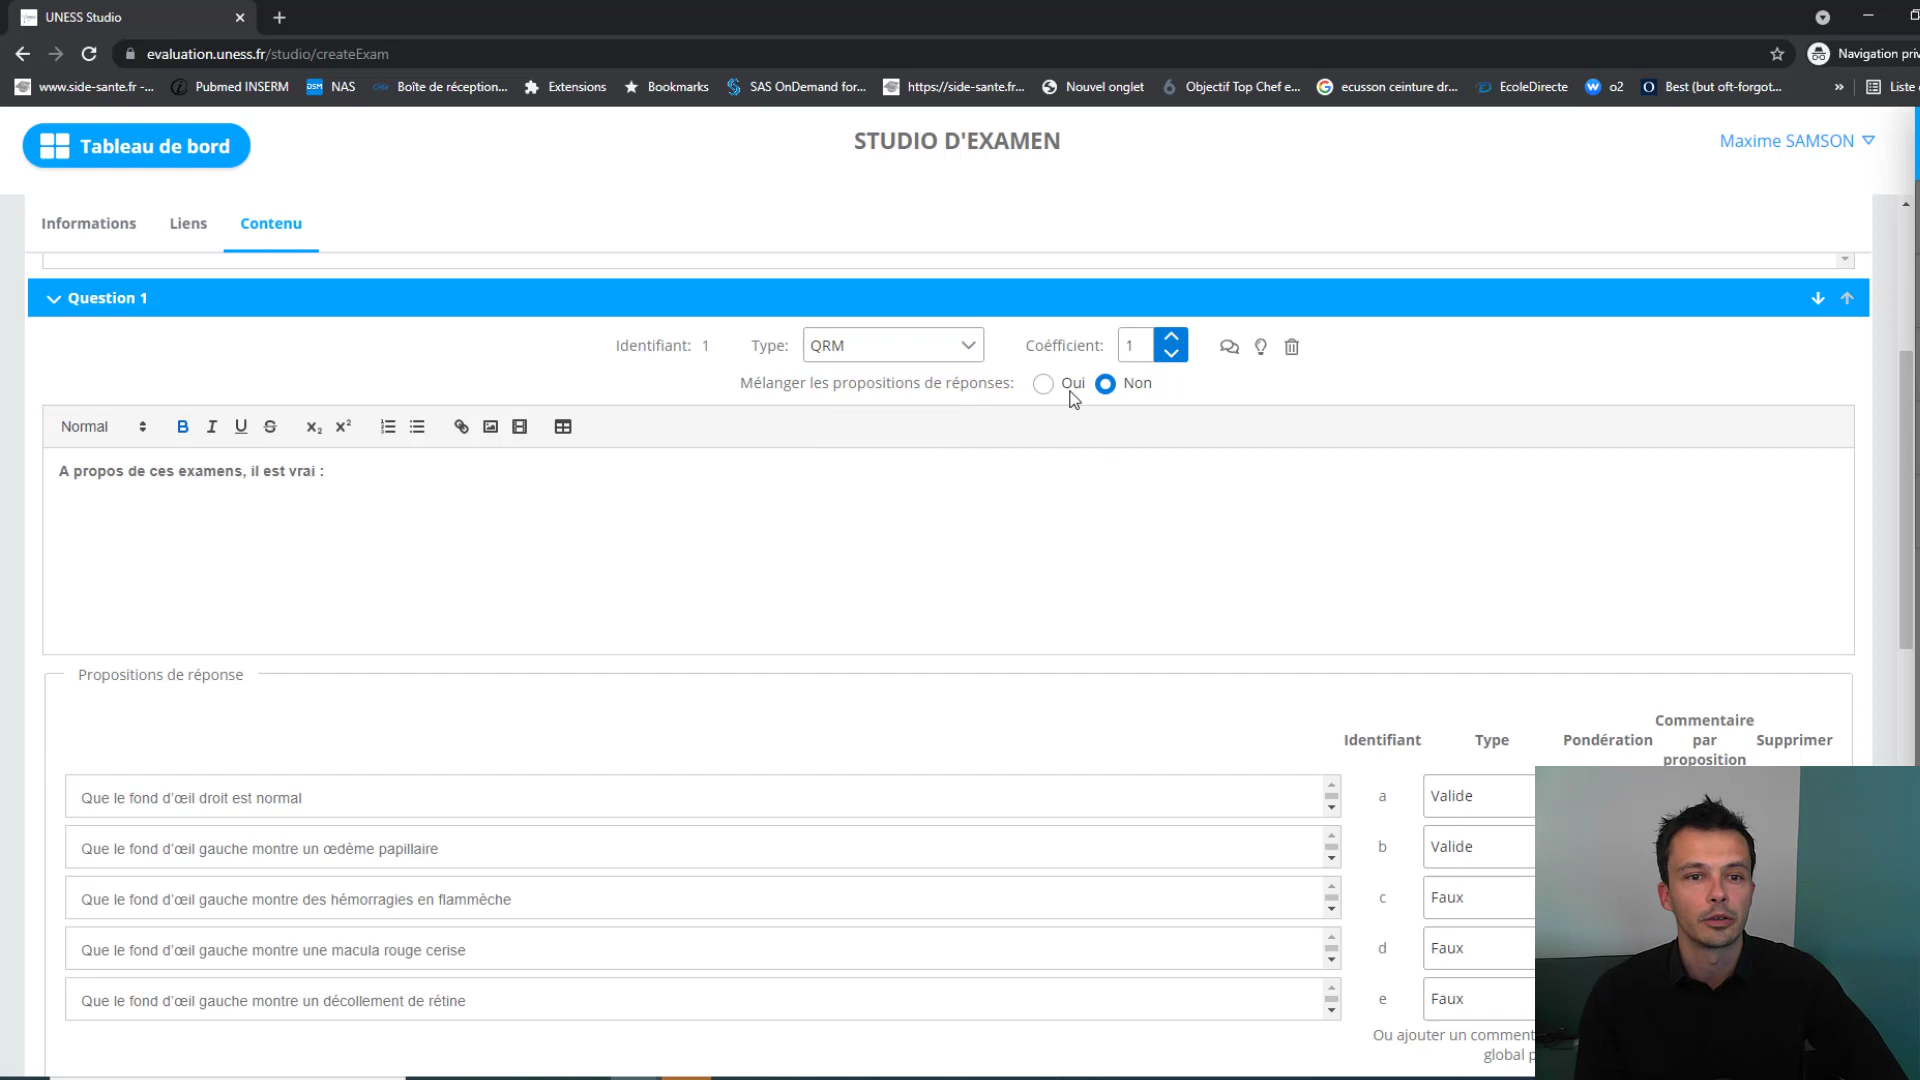 UNESS Studio
evaluation.uness.fr/studio/createExam
Navigation priv
www.side-sante.fr -...
Pubmed INSERM
DSM NAS
Boîte de réception...
Extensions
Bookmarks
SAS OnDemand for...
https://side-sante.fr...
Nouvel onglet
Objectif Top Chef e...
ecusson ceinture dr...
EcoleDirecte
o2
Best (but oft-forgot...
»
Liste
Tableau de bord
STUDIO D'EXAMEN
Maxime SAMSON
Informations Liens Contenu
Question 1
Identifiant: 1 Type: QRM Coéfficient: 1
Mélanger les propositions de réponses: Oui Non
Normal B I U S x₂ x²
A propos de ces examens, il est vrai :
Propositions de réponse
Identifiant Type Pondération Commentaire par proposition Supprimer
Que le fond d’œil droit est normal a Valide
Que le fond d’œil gauche montre un œdème papillaire b Valide
Que le fond d’œil gauche montre des hémorragies en flammèche c Faux
Que le fond d’œil gauche montre une macula rouge cerise d Faux
Que le fond d’œil gauche montre un décollement de rétine e Faux
Ou ajouter un comment
global p